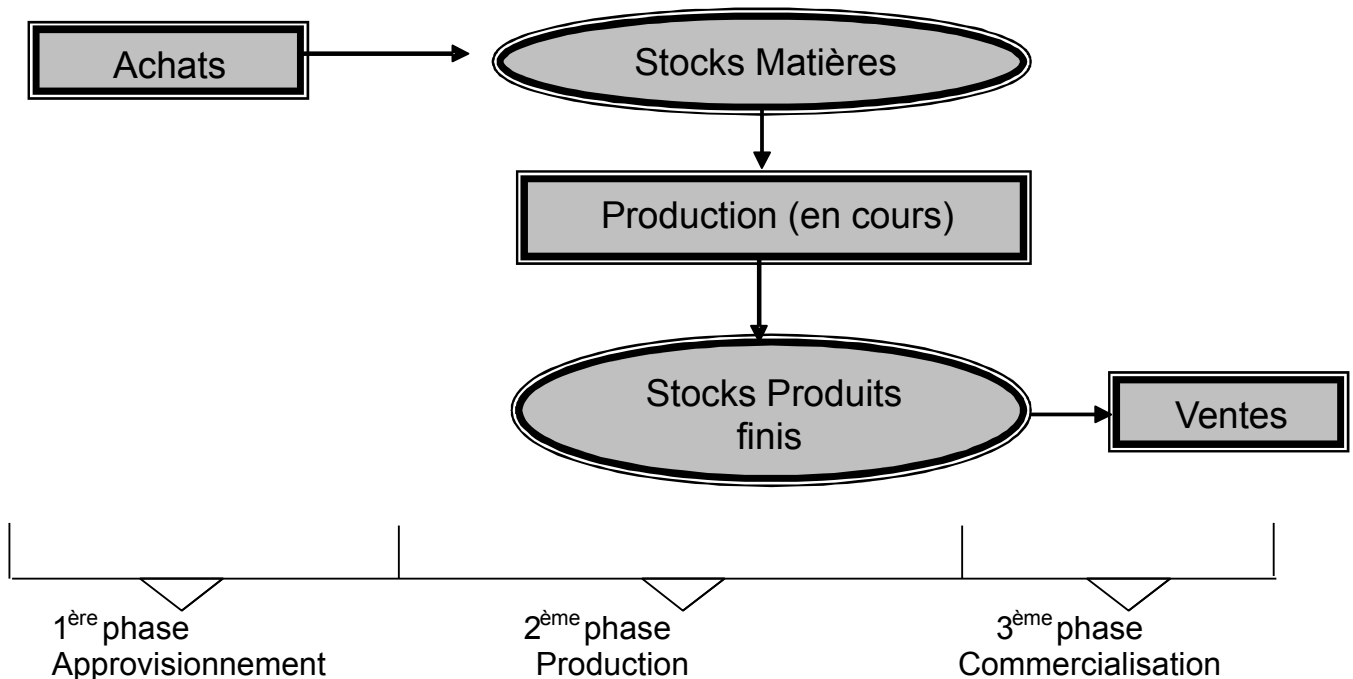 Achats
Stocks Matières
Production (en cours)
Stocks Produits
finis
Ventes
1ère phase
Approvisionnement
2ème phase
Production
3ème phase
Commercialisation